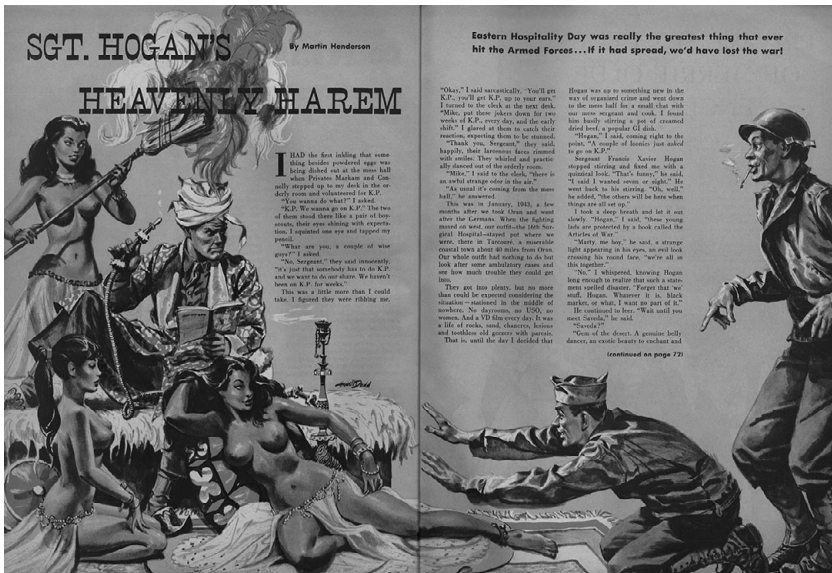 SGT. HOGAN'S
HEAVENLY HAREM
By Martin Henderson
Eastern Hospitality Day was really the greatest thing that ever
hit the Armed Forces...If it had spread, we'd have lost the war!
I HAD the first inkling that some-
thing besides powdered eggs was
being dished out at the mess hall
when Privates Markam and Con-
nelly stepped up to my desk in the or-
derly room and volunteered for K.P.
"You wanna do what?" I asked.
"K.P. We wanna go on K.P." The two
of them stood there like a pair of boy-
scouts, their eyes shining with expecta-
tion. I squinted one eye and tapped my
pencil.
"What are you, a couple of wise
guys?" I asked.
"No, Sergeant," they said innocently,
"it's just that somebody has to do K.P.
and we want to do our share. We haven't
been on K.P. for weeks."
This was a little more than I could
take. I figured they were ribbing me.
"Okay," I said sarcastically. "You'll get
K.P., you'll get K.P. up to your ears."
I turned to the clerk at the next desk.
"Mike, put these jokers down for two
weeks of K.P., every day, and the early
shift." I glared at them to catch their
reaction, expecting them to be stunned.
"Thank you, Sergeant," they said,
happily, their larcenous faces rimmed
with smiles. They whirled and practic-
ally danced out of the orderly room.
"Mike," I said to the clerk, "there is
an awful strange odor in the air."
"As usual it's coming from the mess
hall," he answered.
This was in January, 1943, a few
months after we took Oran and went
after the Germans. When the fighting
moved on west, our outfit—the 16th Sur-
gical Hospital—stayed put where we
were, there in Tarzount, a miserable
coastal town about 40 miles from Oran.
Our whole outfit had nothing to do but
look after some ambulatory cases and
see how much trouble they could get
into.
They got into plenty, but no more
than could be expected considering the
situation—stationed in the middle of
nowhere. No dayrooms, no USO, no
women. And a VD film every day. It was
a life of rocks, sand, chancres, lesions
and toothless old geezers with paresis.
That is, until the day I decided that
Hogan was up to something new in the
way of organized crime and went down
to the mess hall for a small chat with
our mess sergeant and cook. I found
him busily stirring a pot of creamed
dried beef, a popular GI dish.
"Hogan," I said, coming right to the
point, "A couple of loonies just asked
to go on K.P."
Sergeant Francis Xavier Hogan
stopped stirring and fixed me with a
quizzical look. "That's funny," he said,
"I said I wanted seven or eight." He
went back to his stirring. "Oh, well,"
he added, "the others will be here when
things are all set up."
I took a deep breath and let it out
slowly. "Hogan," I said, "these young
lads are protected by a book called the
Articles of War."
"Marty, me boy," he said, a strange
light appearing in his eyes, an evil look
crossing his round face, "we're all in
this together."
"No," I whispered, knowing Hogan
long enough to realize that such a state-
ment spelled disaster. "Forget that 'we'
stuff, Hogan. Whatever it is, black
market, or what, I want no part of it."
He continued to leer. "Wait until you
meet Saveda," he said.
"Saveda?"
"Gem of the desert. A genuine belly
dancer, an exotic beauty to enchant and
(continued on page 72)